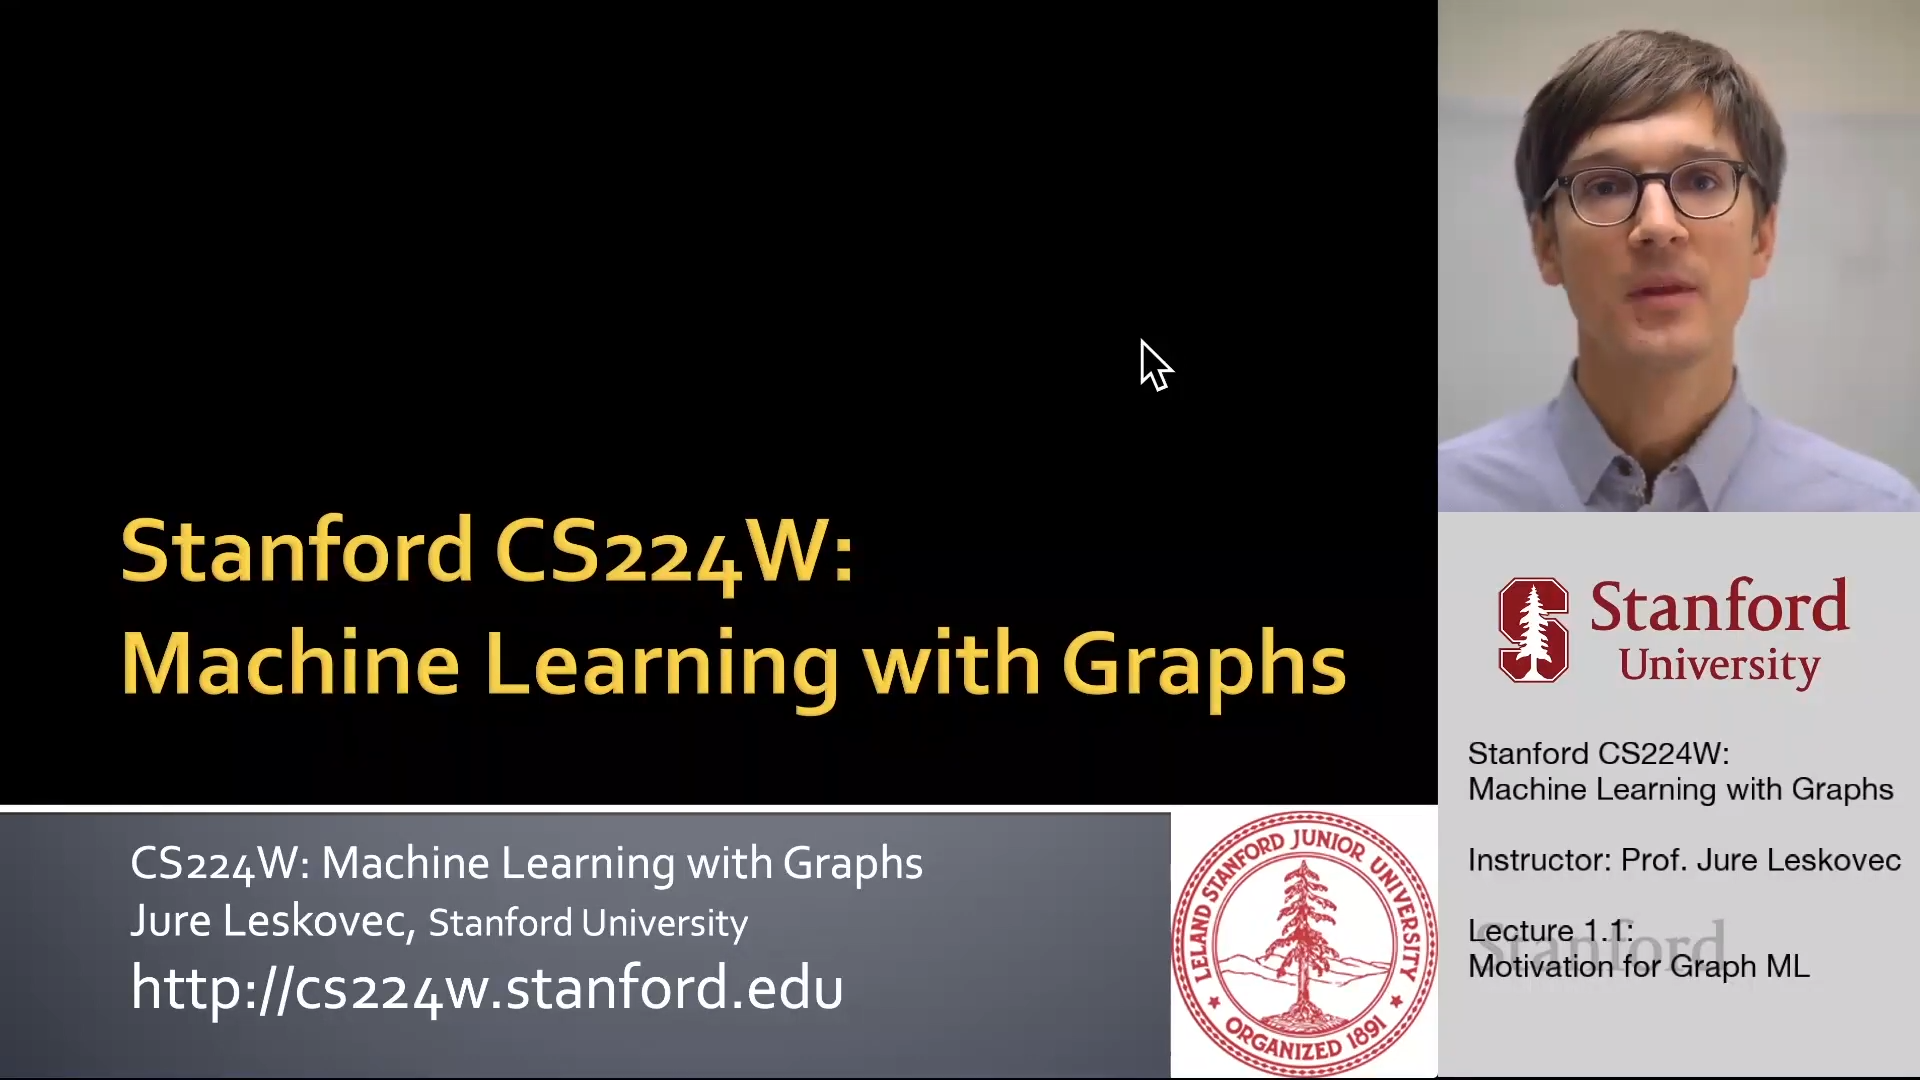 Stanford CS224W:
Machine Learning with Graphs
CS224W: Machine Learning with Graphs
Jure Leskovec, Stanford University
http://cs224w.stanford.edu
LELAND STANFORD JUNIOR UNIVERSITY
ORGANIZED 1891
Stanford
University
Stanford CS224W:
Machine Learning with Graphs
Instructor: Prof. Jure Leskovec
Lecture 1.1:
Motivation for Graph ML
Stanford